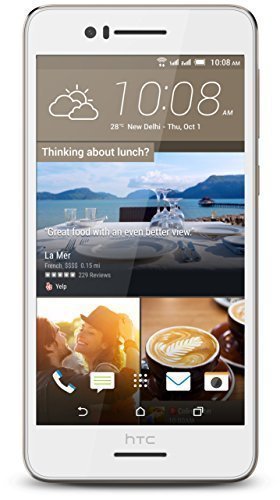 10:08 AM
10:08 AM
28°C New Delhi - Thu, Oct 1
Thinking about lunch?
"Great food with an even better view."
La Mer
French, $$$$ 0.15 mi
229 Reviews
Yelp
htc